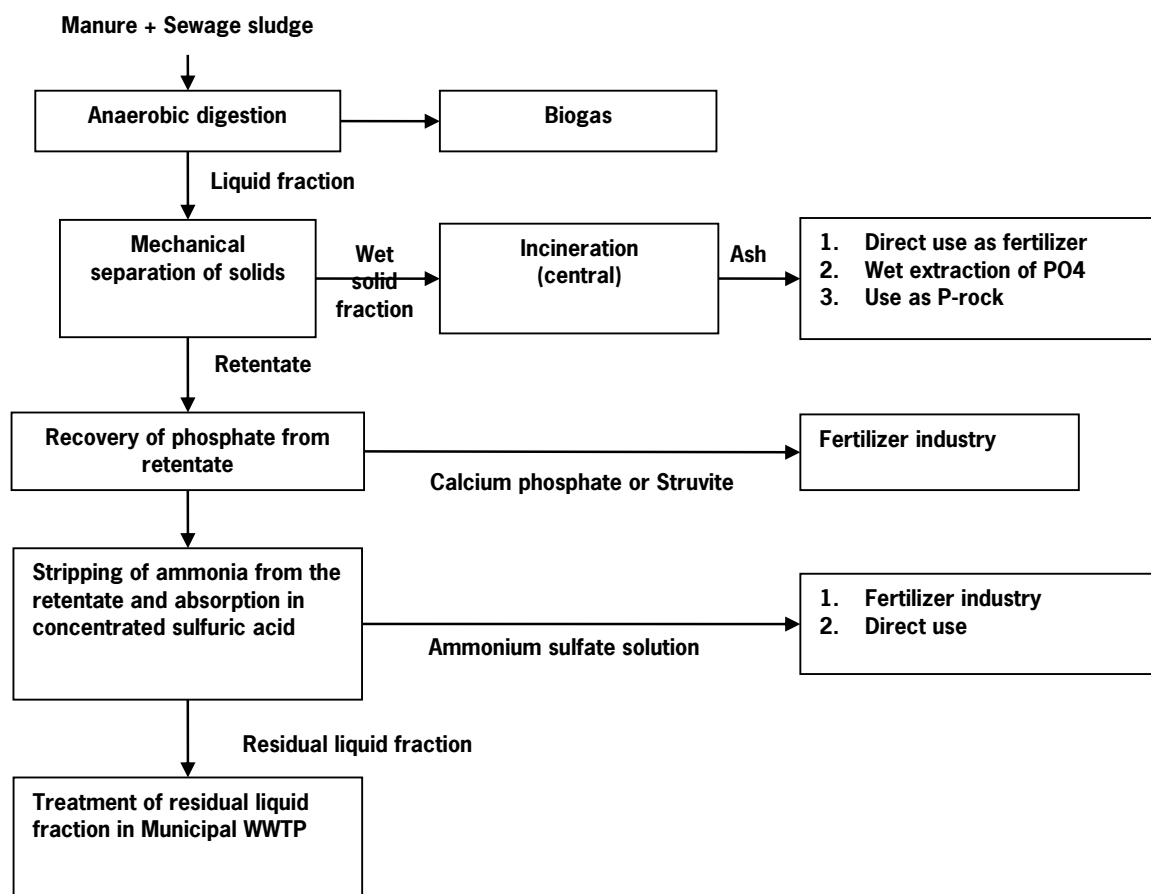 Manure + Sewage sludge
Anaerobic digestion
Biogas
Liquid fraction
Mechanical
separation of solids
Wet
solid
fraction
Incineration
(central)
Ash
1. Direct use as fertilizer
2. Wet extraction of PO4
3. Use as P-rock
Retentate
Recovery of phosphate from
retentate
Calcium phosphate or Struvite
Fertilizer industry
Stripping of ammonia from the
retentate and absorption in
concentrated sulfuric acid
Ammonium sulfate solution
1. Fertilizer industry
2. Direct use
Residual liquid fraction
Treatment of residual liquid
fraction in Municipal WWTP